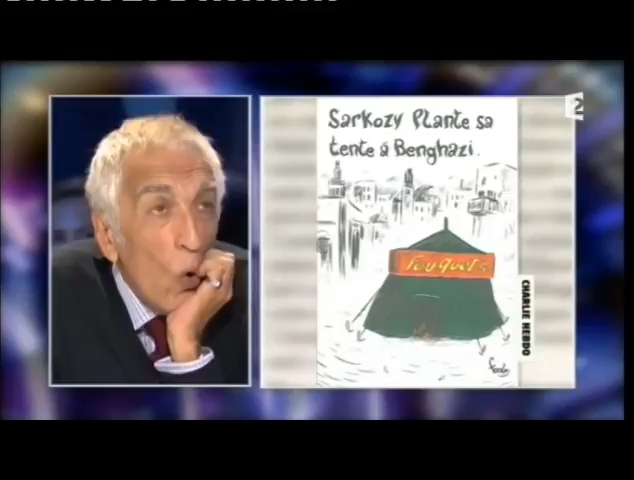 Sarkozy Plante sa
tente à Benghazi.
Fouquet's
CHARLIE HEBDO
2